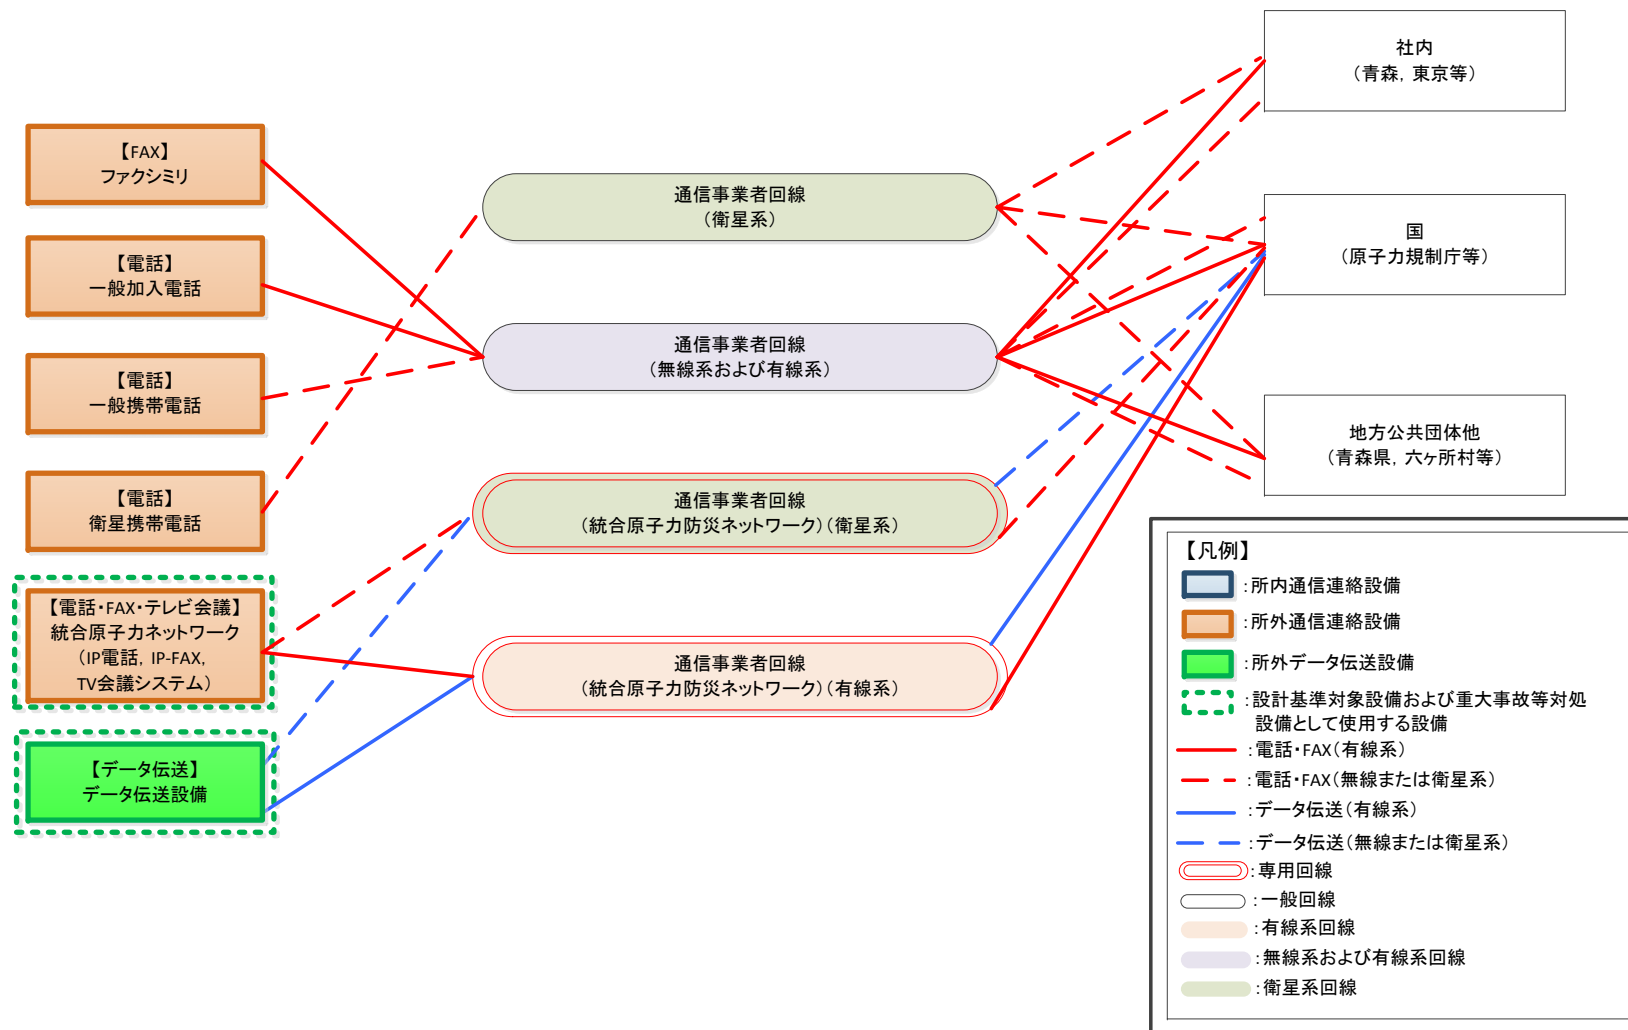 【FAX】
ファクシミリ
【電話】
一般加入電話
【電話】
一般携帯電話
【電話】
衛星携帯電話
【電話・FAX・テレビ会議】
統合原子力ネットワーク
（IP電話，IP-FAX，
TV会議システム）
【データ伝送】
データ伝送設備
通信事業者回線
（衛星系）
通信事業者回線
（無線系および有線系）
通信事業者回線
（統合原子力防災ネットワーク）（衛星系）
通信事業者回線
（統合原子力防災ネットワーク）（有線系）
社内
（青森，東京等）
国
（原子力規制庁等）
地方公共団体他
（青森県，六ヶ所村等）
【凡例】
：所内通信連絡設備
：所外通信連絡設備
：所外データ伝送設備
：設計基準対象設備および重大事故等対処
設備として使用する設備
：電話・FAX（有線系）
：電話・FAX（無線または衛星系）
：データ伝送（有線系）
：データ伝送（無線または衛星系）
：専用回線
：一般回線
：有線系回線
：無線系および有線系回線
：衛星系回線